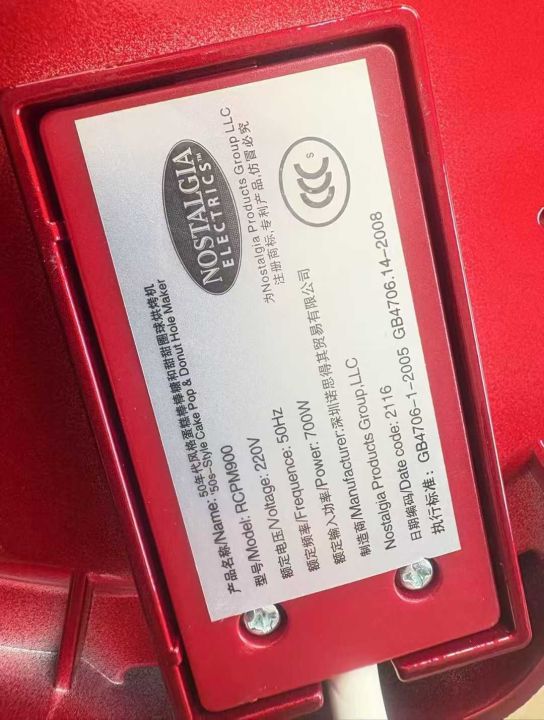 NOSTALGIA
ELECTRICS™
为Nostalgia Products Group LLC
注册商标,专利产品,仿冒必究
CCC S
50年代风格蛋糕棒棒糖和甜甜圈球烘烤机
产品名称/Name: '50s-Style Cake Pop & Donut Hole Maker
型号/Model: RCPM900
额定电压/Voltage: 220V
额定频率/Frequence: 50Hz
额定输入功率/Power: 700W
制造商/Manufacturer:深圳诺思得其贸易有限公司
Nostalgia Products Group,LLC
日期编码/Date code: 2116
执行标准: GB4706-1-2005 GB4706.14-2008